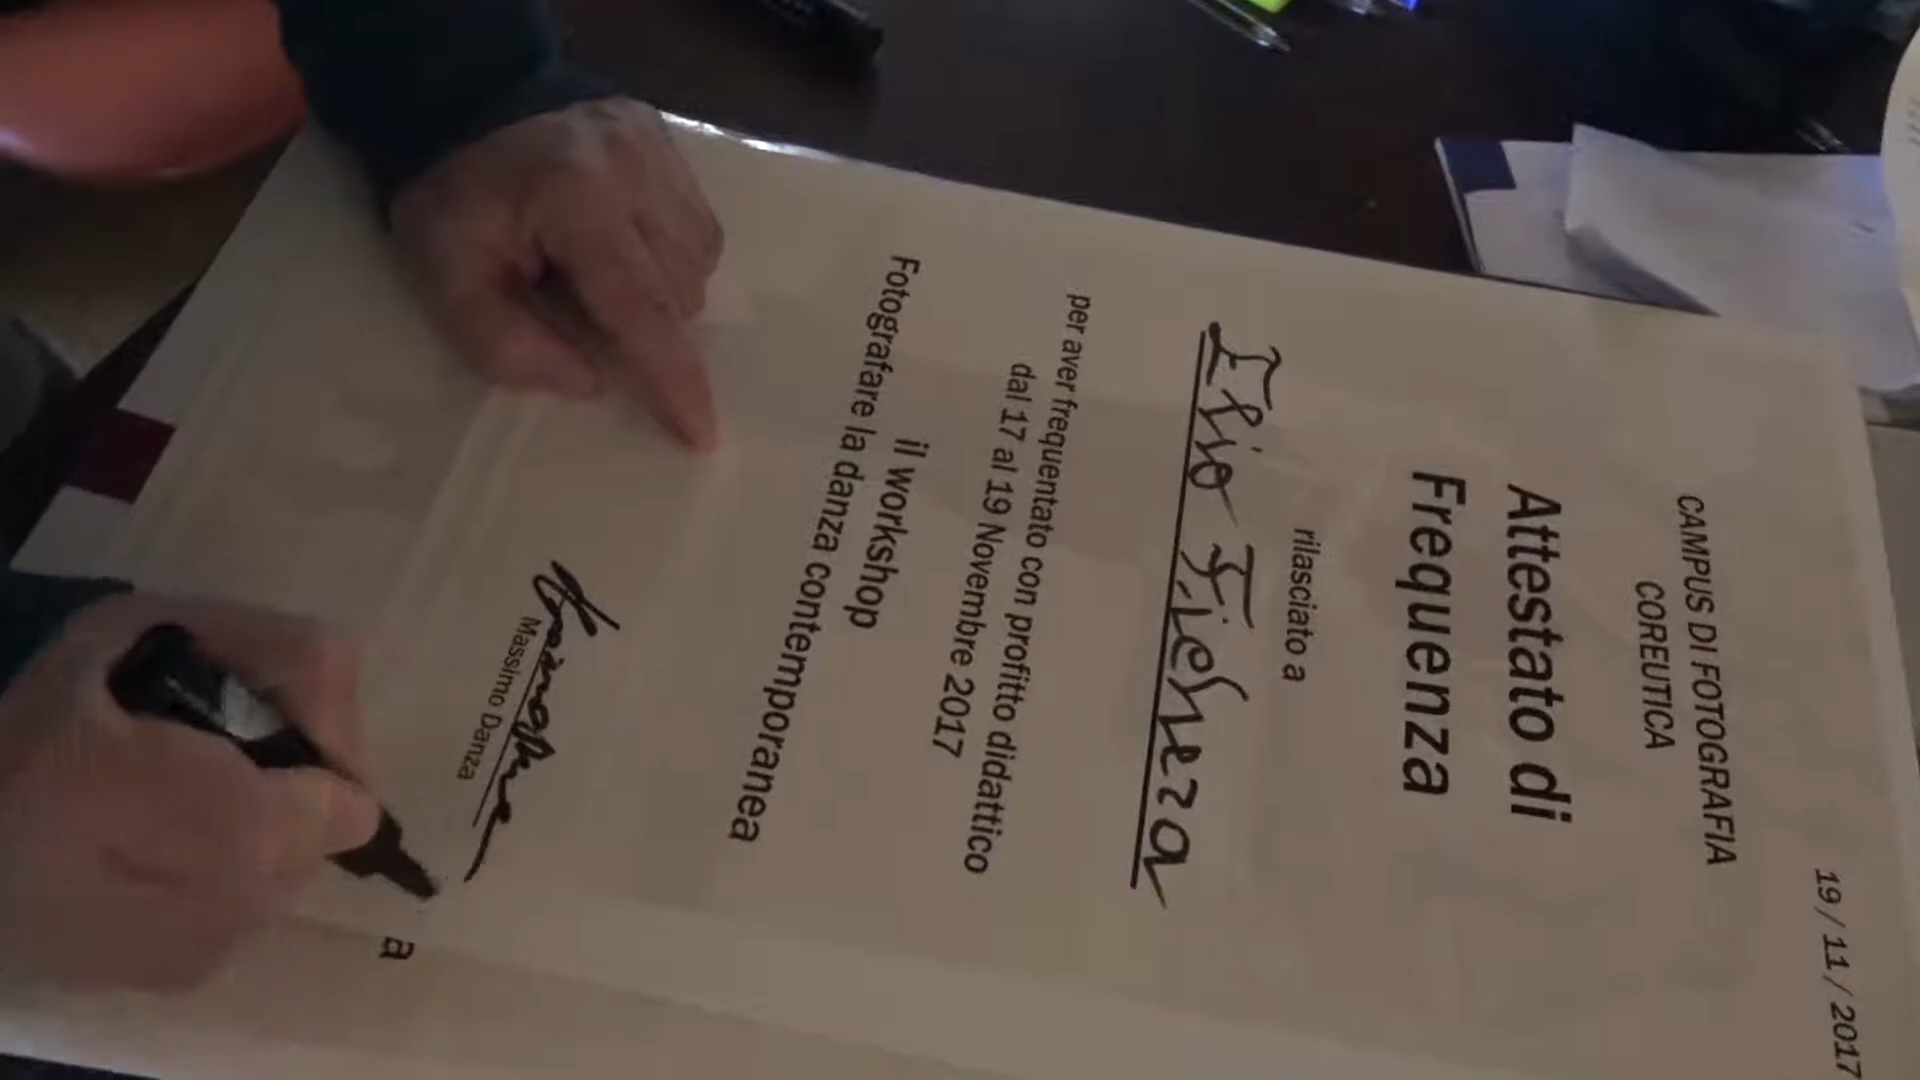 19/11/2017
CAMPUS DI FOTOGRAFIA
COREUTICA
Attestato di
Frequenza
rilasciato a
per aver frequentato con profitto didattico
dal 17 al 19 Novembre 2017
il workshop
Fotografare la danza contemporanea
Massimo Danza
a